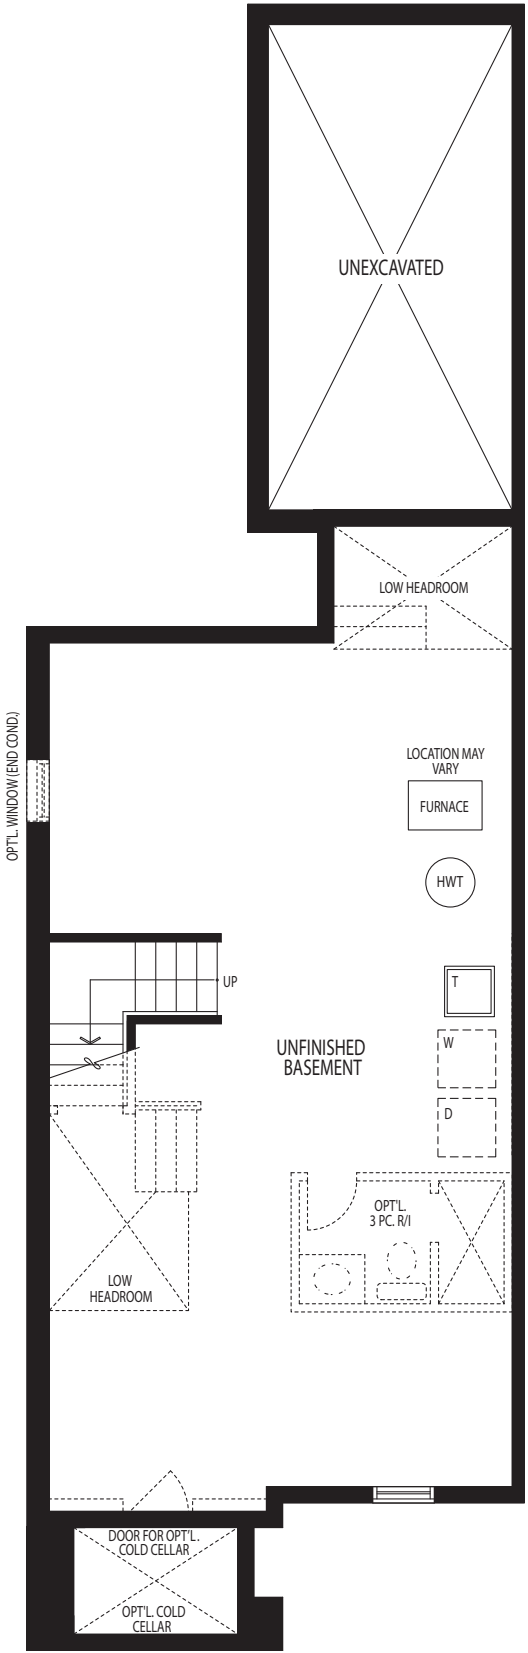 UNEXCAVATED
LOW HEADROOM
OPT'L. WINDOW (END COND.)
LOCATION MAY
VARY
FURNACE
HWT
T
UP
W
UNFINISHED
BASEMENT
D
OPT'L.
3 PC. R/I
LOW
HEADROOM
DOOR FOR OPT'L.
COLD CELLAR
OPT'L. COLD
CELLAR